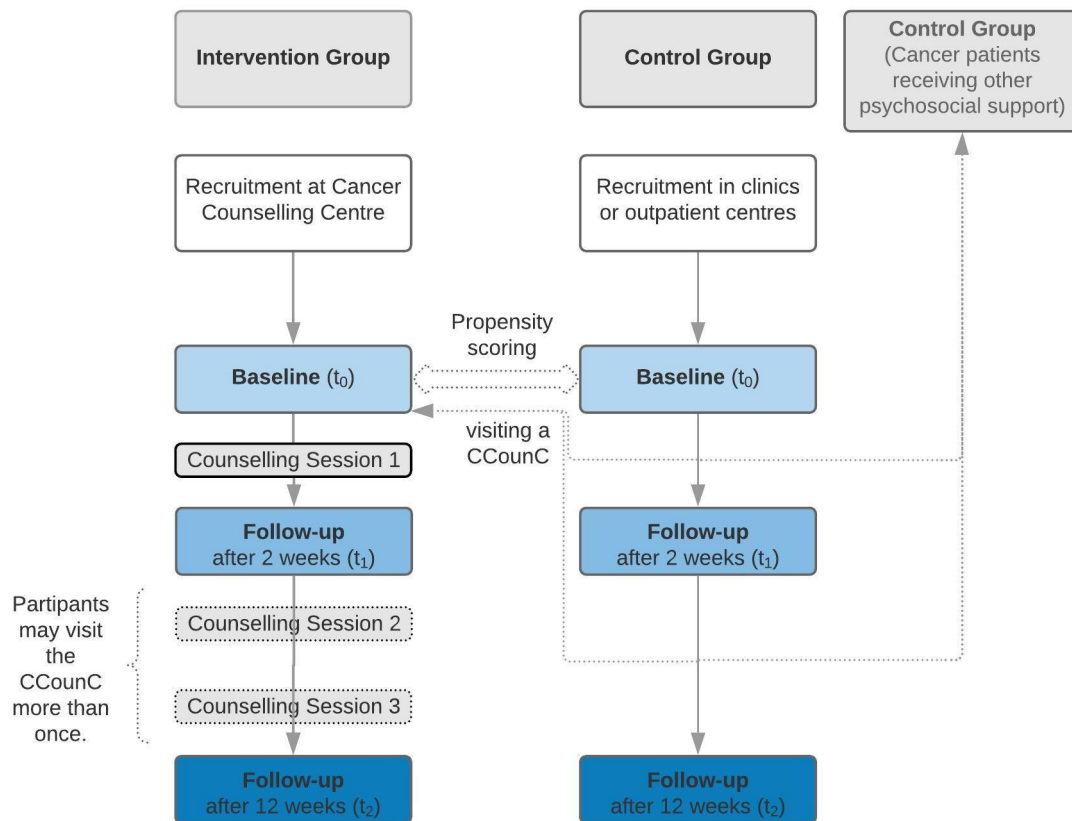 Intervention Group
Control Group
Control Group
(Cancer patients
receiving other
psychosocial support)
Recruitment at Cancer
Counselling Centre
Recruitment in clinics
or outpatient centres
Propensity
scoring
Baseline (t₀)
Baseline (t₀)
visiting a
CCounC
Counselling Session 1
Follow-up
after 2 weeks (t₁)
Follow-up
after 2 weeks (t₁)
Partipants
may visit
the
CCounC
more than
once.
Counselling Session 2
Counselling Session 3
Follow-up
after 12 weeks (t₂)
Follow-up
after 12 weeks (t₂)